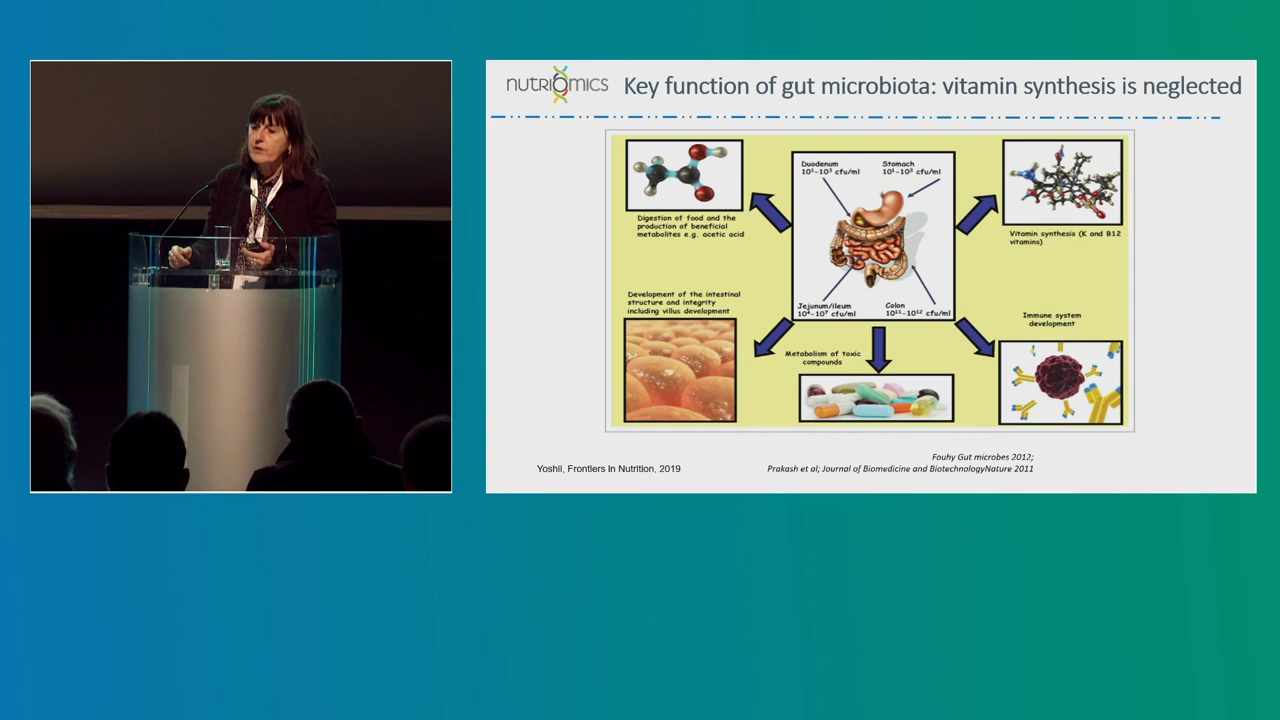 nutriomics
Key function of gut microbiota: vitamin synthesis is neglected
Duodenum
10¹-10³ cfu/ml
Stomach
10¹-10³ cfu/ml
Digestion of food and the
production of beneficial
metabolites e.g. acetic acid
Vitamin synthesis (K and B12
vitamins)
Development of the intestinal
structure and integrity
including villus development
Jejunum/ileum
10⁴-10⁷ cfu/ml
Colon
10¹¹-10¹² cfu/ml
Immune system
development
Metabolism of toxic
compounds
Fouhy Gut microbes 2012;
Yoshii, Frontiers In Nutrition, 2019
Prakash et al; Journal of Biomedicine and BiotechnologyNature 2011